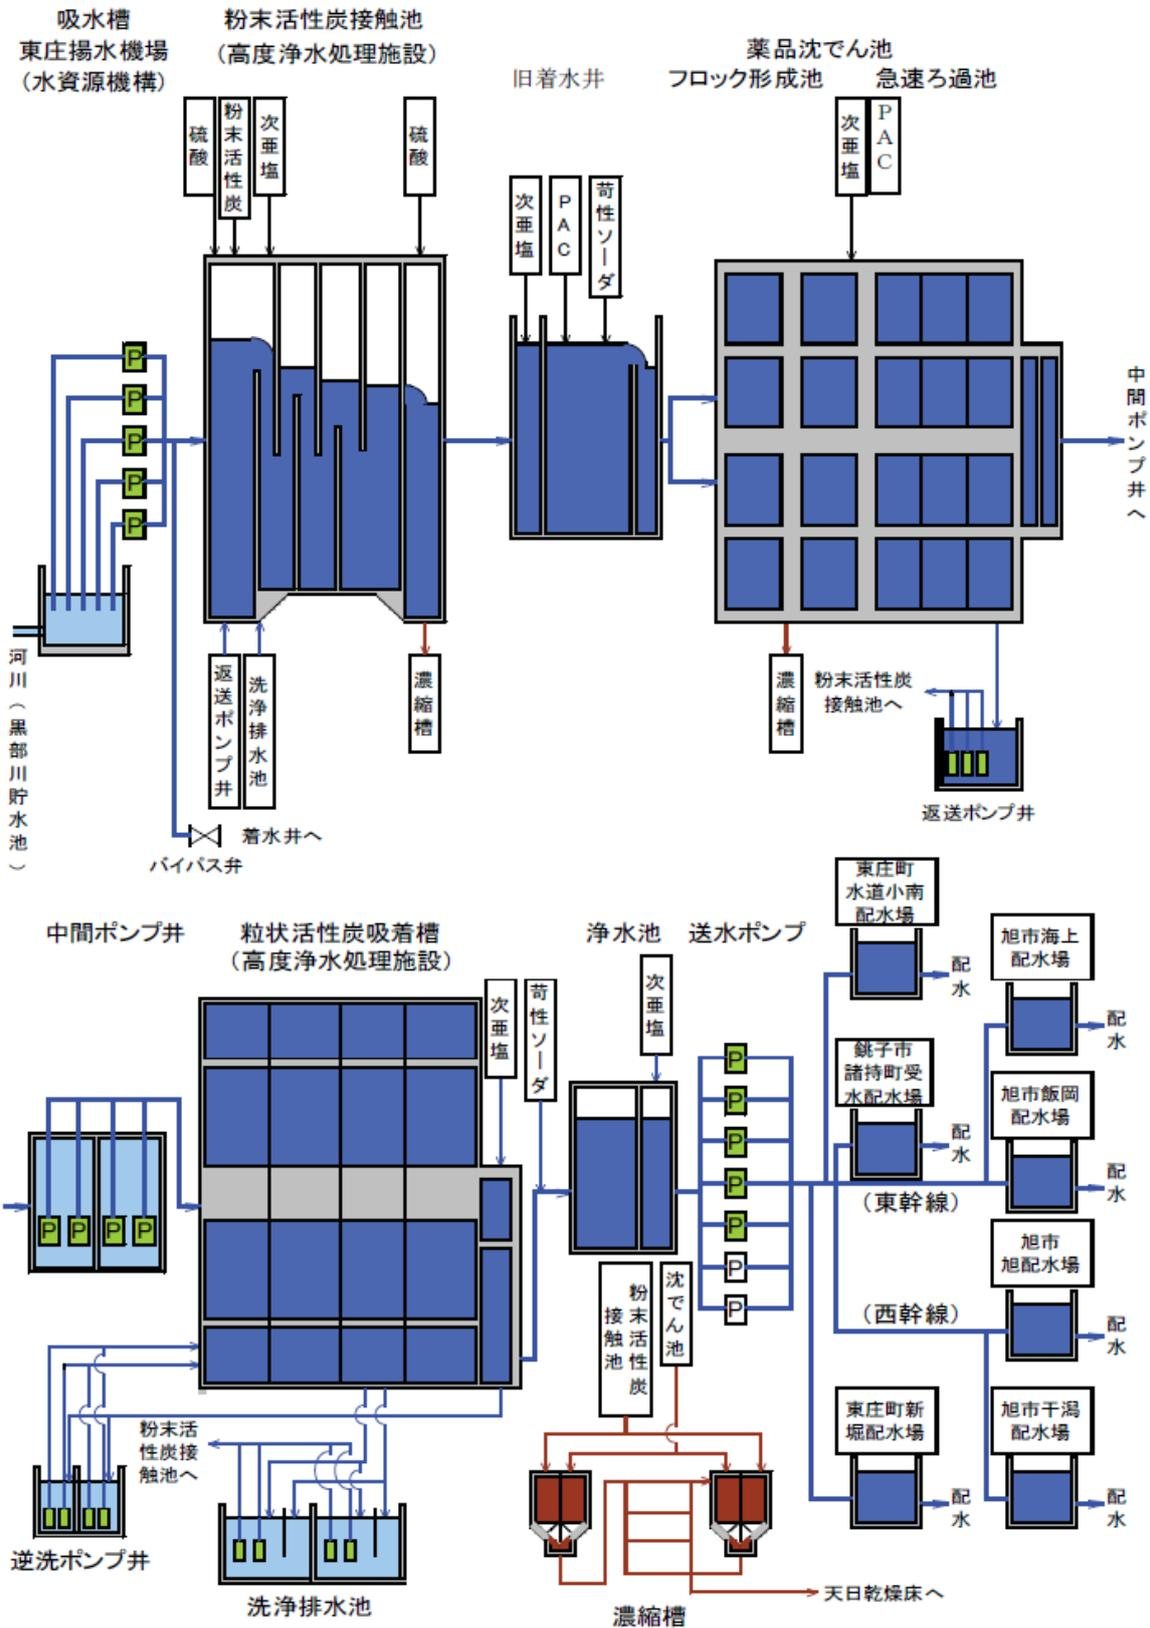 吸水槽
東庄揚水機場
（水資源機構）
粉末活性炭接触池
（高度浄水処理施設）
旧着水井
薬品沈でん池
フロック形成池
急速ろ過池
硫酸
粉末活性炭
次亜塩
硫酸
次亜塩
PAC
苛性ソーダ
次亜塩
PAC
P
P
P
P
P
中間ポンプ井へ
河川（黒部川貯水池）
返送ポンプ井
洗浄排水池
濃縮槽
濃縮槽
粉末活性炭
接触池へ
返送ポンプ井
着水井へ
バイパス弁
中間ポンプ井
粒状活性炭吸着槽
（高度浄水処理施設）
次亜塩
苛性ソーダ
浄水池
次亜塩
送水ポンプ
P
P
P
P
P
P
P
P
P
P
P
東庄町
水道小南
配水場
配水
旭市海上
配水場
配水
銚子市
諸持町受
水配水場
配水
旭市飯岡
配水場
配水
（東幹線）
旭市
旭配水場
配水
（西幹線）
東庄町新
堀配水場
配水
旭市干潟
配水場
配水
粉末活性炭
接触池
沈でん池
粉末活
性炭接
触池へ
逆洗ポンプ井
洗浄排水池
濃縮槽
天日乾燥床へ